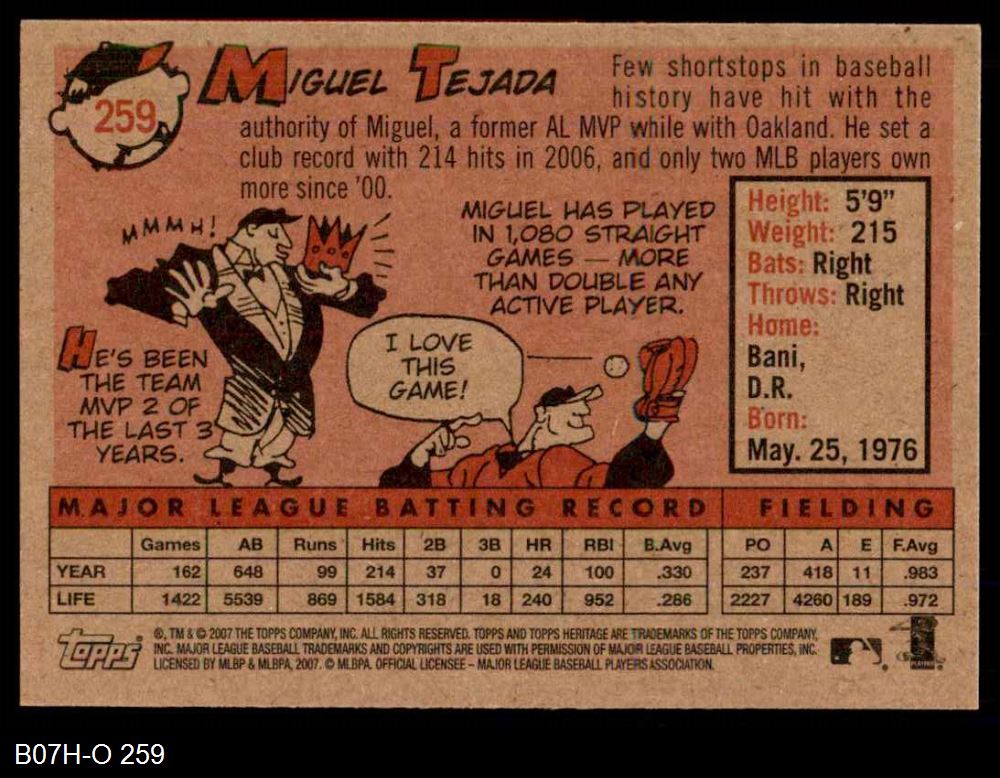 259
MIGUEL TEJADA
Few shortstops in baseball
history have hit with the
authority of Miguel, a former AL MVP while with Oakland. He set a
club record with 214 hits in 2006, and only two MLB players own
more since '00.
MMMH!
HE'S BEEN
THE TEAM
MVP 2 OF
THE LAST 3
YEARS.
MIGUEL HAS PLAYED
IN 1,080 STRAIGHT
GAMES — MORE
THAN DOUBLE ANY
ACTIVE PLAYER.
I LOVE
THIS
GAME!
Height: 5'9"
Weight: 215
Bats: Right
Throws: Right
Home:
Bani,
D.R.
Born:
May. 25, 1976
MAJOR LEAGUE BATTING RECORD FIELDING
Games AB Runs Hits 2B 3B HR RBI B.Avg PO A E F.Avg
YEAR 162 648 99 214 37 0 24 100 .330 237 418 11 .983
LIFE 1422 5539 869 1584 318 18 240 952 .286 2227 4260 189 .972
topps
®, TM & © 2007 THE TOPPS COMPANY, INC. ALL RIGHTS RESERVED. TOPPS AND TOPPS HERITAGE ARE TRADEMARKS OF THE TOPPS COMPANY,
INC. MAJOR LEAGUE BASEBALL TRADEMARKS AND COPYRIGHTS ARE USED WITH PERMISSION OF MAJOR LEAGUE BASEBALL PROPERTIES, INC.
LICENSED BY MLBP & MLBPA, 2007. © MLBPA. OFFICIAL LICENSEE – MAJOR LEAGUE BASEBALL PLAYERS ASSOCIATION.
B07H-O 259